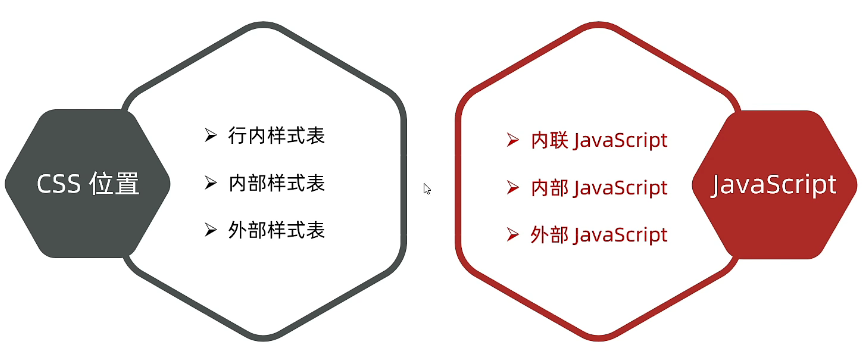 CSS 位置
行内样式表
内部样式表
外部样式表
内联 JavaScript
内部 JavaScript
外部 JavaScript
JavaScript